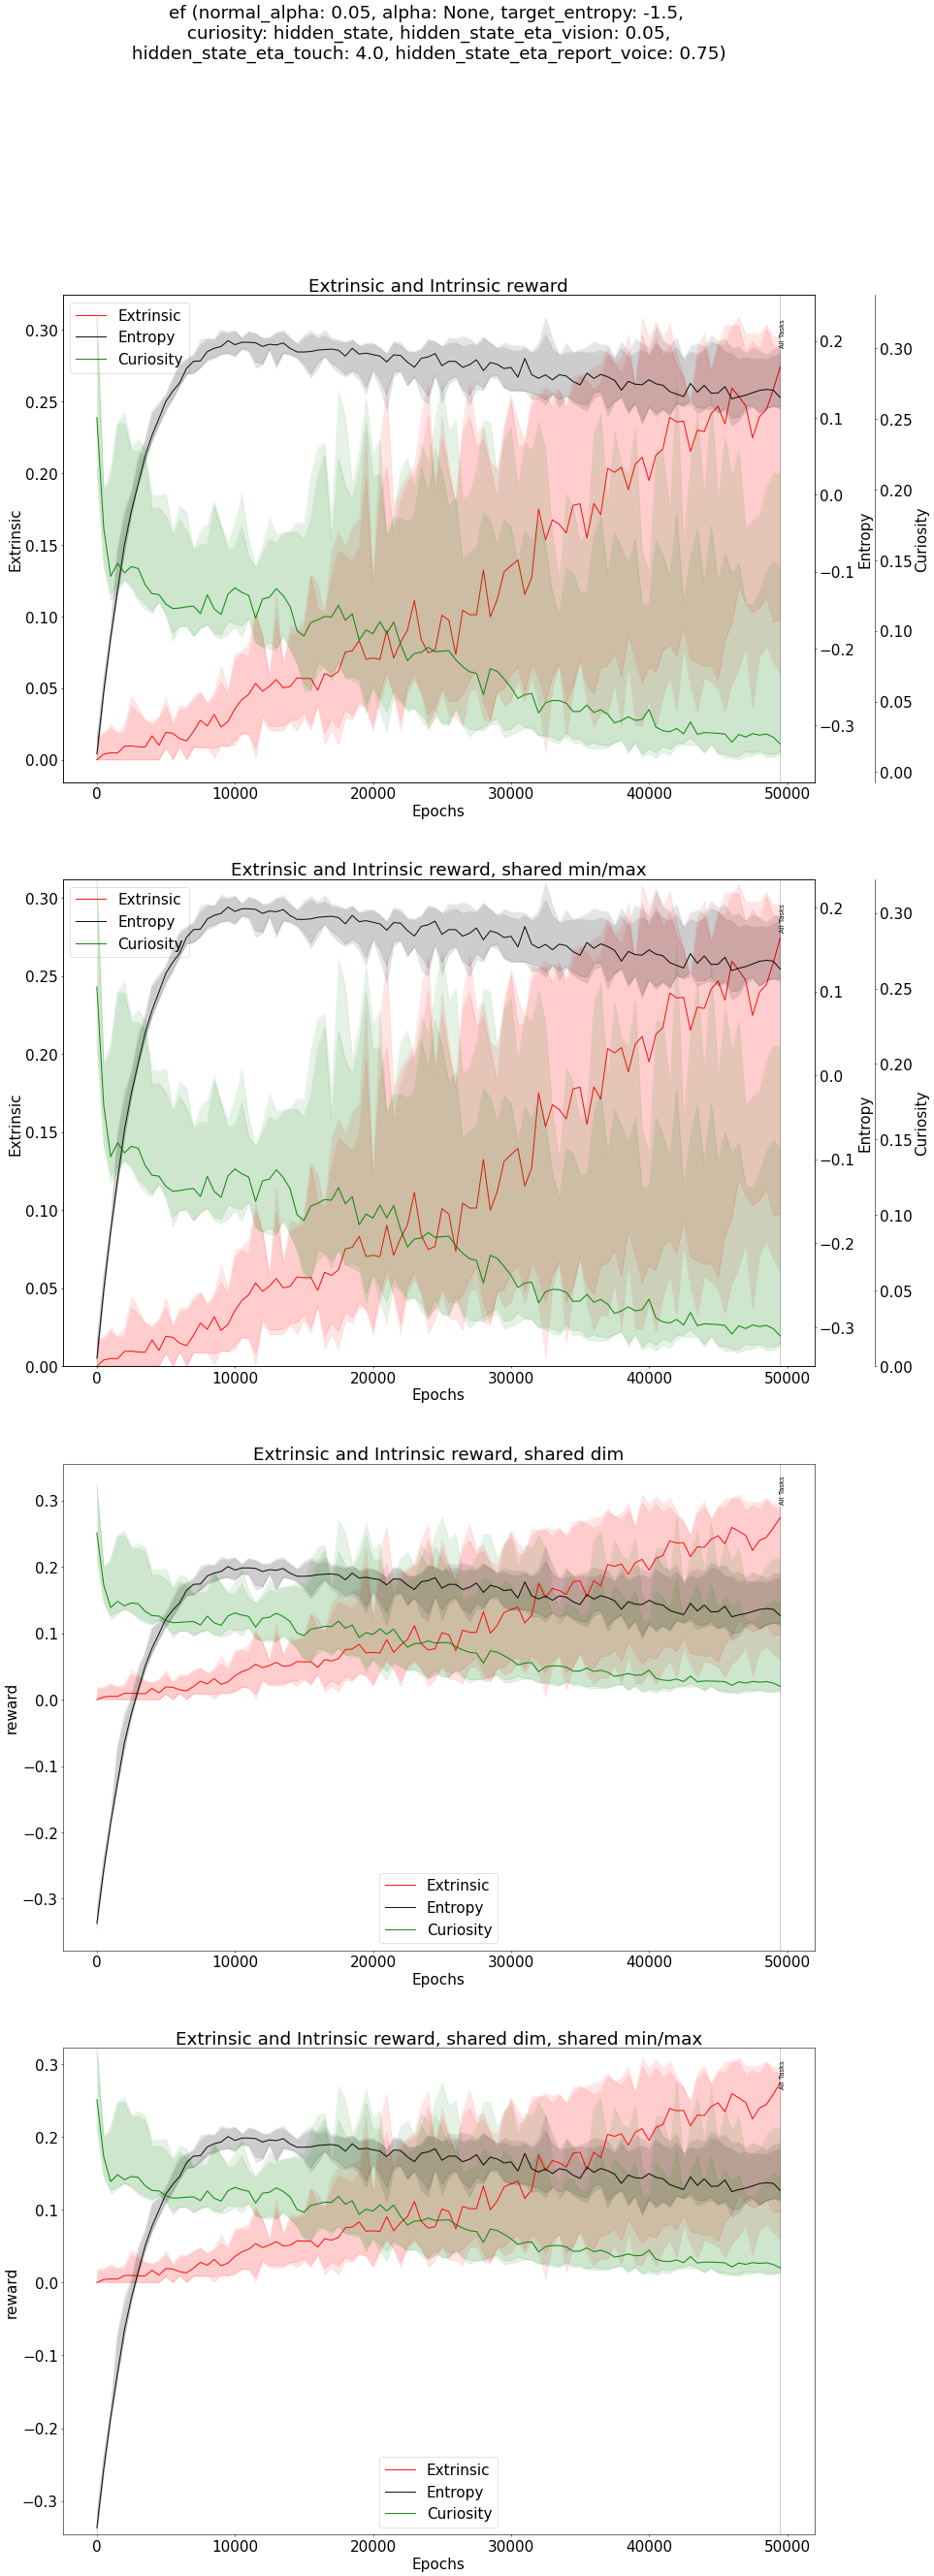 ef (normal_alpha: 0.05, alpha: None, target_entropy: -1.5,
curiosity: hidden_state, hidden_state_eta_vision: 0.05,
hidden_state_eta_touch: 4.0, hidden_state_eta_report_voice: 0.75)
Extrinsic and Intrinsic reward
Extrinsic
Entropy
Curiosity
All Tasks
0.30
0.25
0.20
0.15
0.10
0.05
0.00
Extrinsic
0.2
0.1
0.0
−0.1
−0.2
−0.3
Entropy
0.30
0.25
0.20
0.15
0.10
0.05
0.00
Curiosity
0 10000 20000 30000 40000 50000
Epochs
Extrinsic and Intrinsic reward, shared min/max
Extrinsic
Entropy
Curiosity
All Tasks
0.30
0.25
0.20
0.15
0.10
0.05
0.00
Extrinsic
0.2
0.1
0.0
−0.1
−0.2
−0.3
Entropy
0.30
0.25
0.20
0.15
0.10
0.05
0.00
Curiosity
0 10000 20000 30000 40000 50000
Epochs
Extrinsic and Intrinsic reward, shared dim
All Tasks
0.3
0.2
0.1
0.0
−0.1
−0.2
−0.3
reward
Extrinsic
Entropy
Curiosity
0 10000 20000 30000 40000 50000
Epochs
Extrinsic and Intrinsic reward, shared dim, shared min/max
All Tasks
0.3
0.2
0.1
0.0
−0.1
−0.2
−0.3
reward
Extrinsic
Entropy
Curiosity
0 10000 20000 30000 40000 50000
Epochs